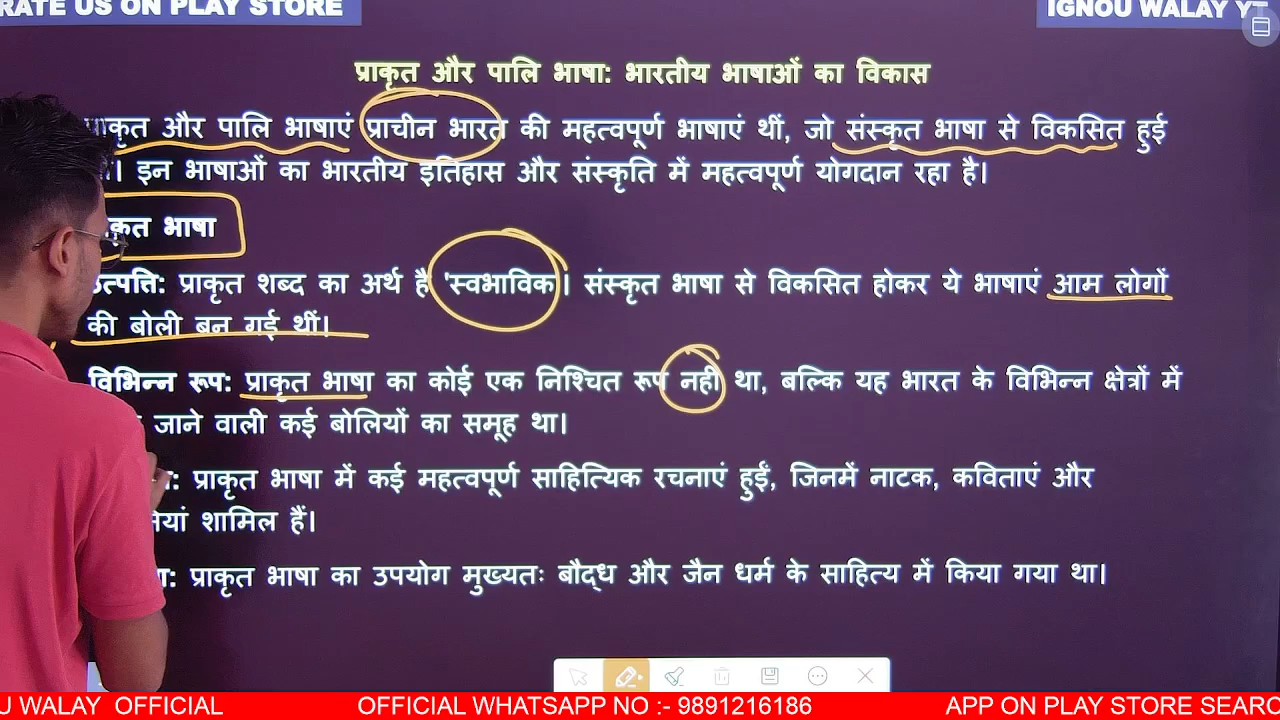 RATE US ON PLAY STORE
IGNOU WALAY YT
प्राकृत और पालि भाषा: भारतीय भाषाओं का विकास
प्राकृत और पालि भाषाएं प्राचीन भारत की महत्वपूर्ण भाषाएं थीं, जो संस्कृत भाषा से विकसित हुई
। इन भाषाओं का भारतीय इतिहास और संस्कृति में महत्वपूर्ण योगदान रहा है।
प्राकृत भाषा
उत्पत्ति: प्राकृत शब्द का अर्थ है 'स्वभाविक। संस्कृत भाषा से विकसित होकर ये भाषाएं आम लोगों
की बोली बन गई थीं।
विभिन्न रूप: प्राकृत भाषा का कोई एक निश्चित रूप नही था, बल्कि यह भारत के विभिन्न क्षेत्रों में
जाने वाली कई बोलियों का समूह था।
: प्राकृत भाषा में कई महत्वपूर्ण साहित्यिक रचनाएं हुईं, जिनमें नाटक, कविताएं और
शामिल हैं।
: प्राकृत भाषा का उपयोग मुख्यतः बौद्ध और जैन धर्म के साहित्य में किया गया था।
U WALAY OFFICIAL OFFICIAL WHATSAPP NO :- 9891216186 APP ON PLAY STORE SEARC